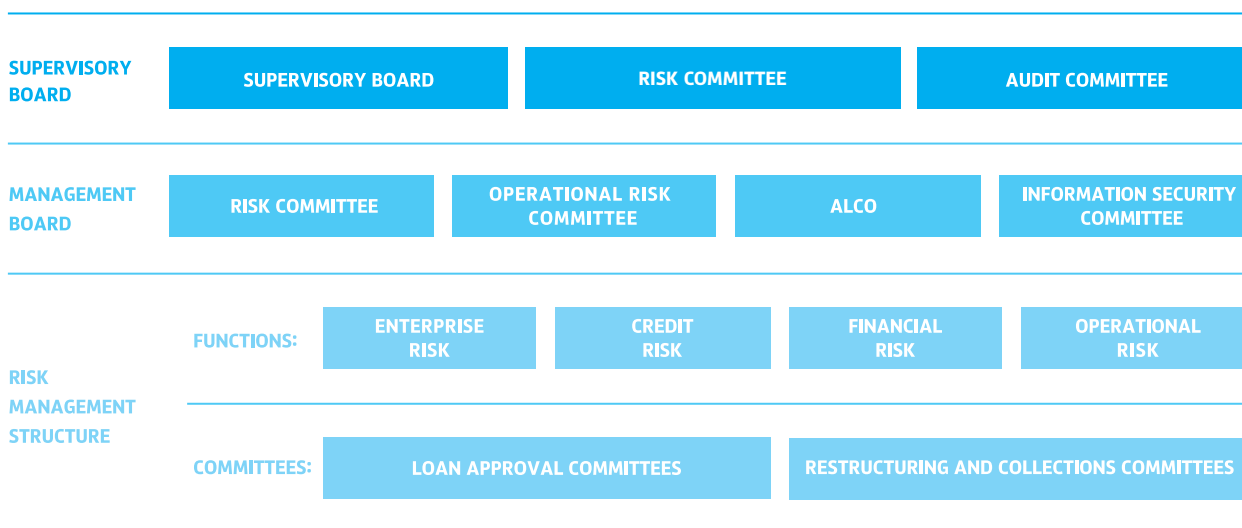 SUPERVISORY
BOARD
SUPERVISORY BOARD
RISK COMMITTEE
AUDIT COMMITTEE
MANAGEMENT
BOARD
RISK COMMITTEE
OPERATIONAL RISK
COMMITTEE
ALCO
INFORMATION SECURITY
COMMITTEE
RISK
MANAGEMENT
STRUCTURE
FUNCTIONS:
ENTERPRISE
RISK
CREDIT
RISK
FINANCIAL
RISK
OPERATIONAL
RISK
COMMITTEES:
LOAN APPROVAL COMMITTEES
RESTRUCTURING AND COLLECTIONS COMMITTEES